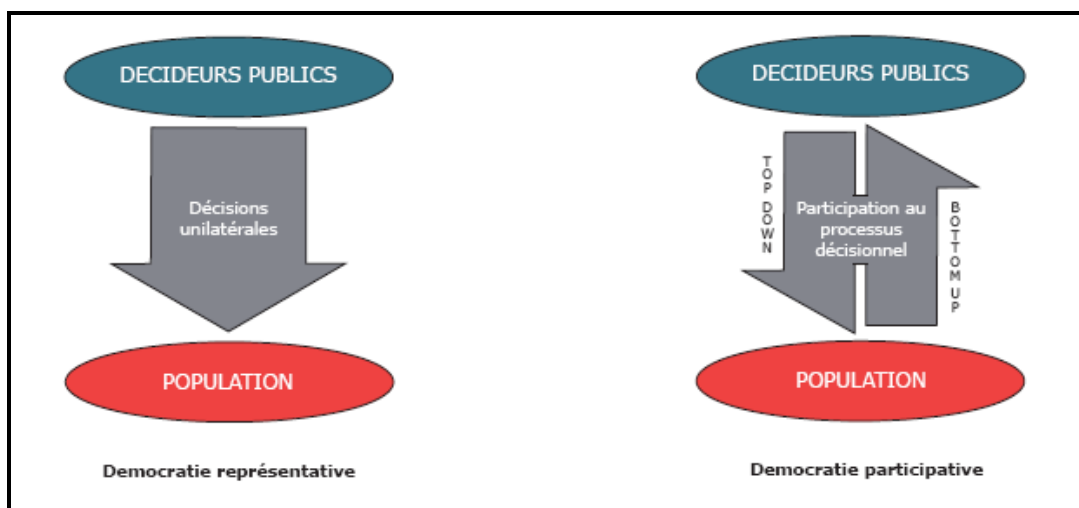 DECIDEURS PUBLICS
Décisions
unilatérales
POPULATION
Democratie représentative
DECIDEURS PUBLICS
TOP DOWN
Participation au
processus
décisionnel
BOTTOM UP
POPULATION
Democratie participative